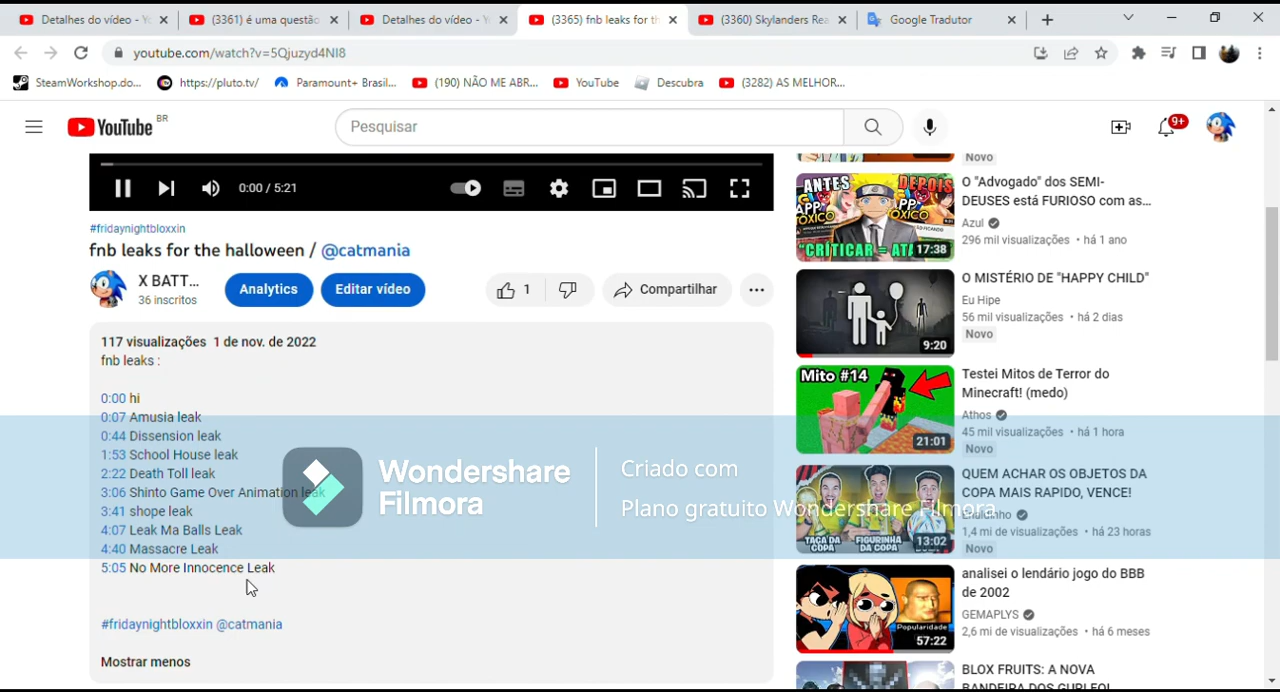 Detalhes do vídeo - Yo
(3361) é uma questão
Detalhes do vídeo - Y
(3365) fnb leaks for th
(3360) Skylanders Rea
Google Tradutor
youtube.com/watch?v=5Qjuzyd4NI8
SteamWorkshop.do...
https://pluto.tv/
Paramount+ Brasil...
(190) NÃO ME ABR...
YouTube
Descubra
(3282) AS MELHOR...
YouTube BR
Pesquisar
9+
0:00 / 5:21
#fridaynightbloxxin
fnb leaks for the halloween / @catmania
X BATT...
36 inscritos
Analytics
Editar vídeo
1
Compartilhar
117 visualizações 1 de nov. de 2022
fnb leaks :
0:00 hi
0:07 Amusia leak
0:44 Dissension leak
1:53 School House leak
2:22 Death Toll leak
3:06 Shinto Game Over Animation leak
3:41 shope leak
4:07 Leak Ma Balls Leak
4:40 Massacre Leak
5:05 No More Innocence Leak
#fridaynightbloxxin @catmania
Mostrar menos
Wondershare
Filmora
Criado com
Plano gratuito Wondershare Filmora
Novo
ANTES
DEPOIS
"CRÍTICAR = ATA
17:38
O "Advogado" dos SEMI-
DEUSES está FURIOSO com as...
Azul
296 mil visualizações • há 1 ano
9:20
O MISTÉRIO DE "HAPPY CHILD"
Eu Hipe
56 mil visualizações • há 2 dias
Novo
Mito #14
21:01
Testei Mitos de Terror do
Minecraft! (medo)
Athos
45 mil visualizações • há 1 hora
Novo
TAÇA DA
COPA
FIGURINHA
DA COPA
13:02
QUEM ACHAR OS OBJETOS DA
COPA MAIS RAPIDO, VENCE!
1,4 mi de visualizações • há 23 horas
Novo
Popularidade
57:22
analisei o lendário jogo do BBB
de 2002
GEMAPLYS
2,6 mi de visualizações • há 6 meses
BLOX FRUITS: A NOVA